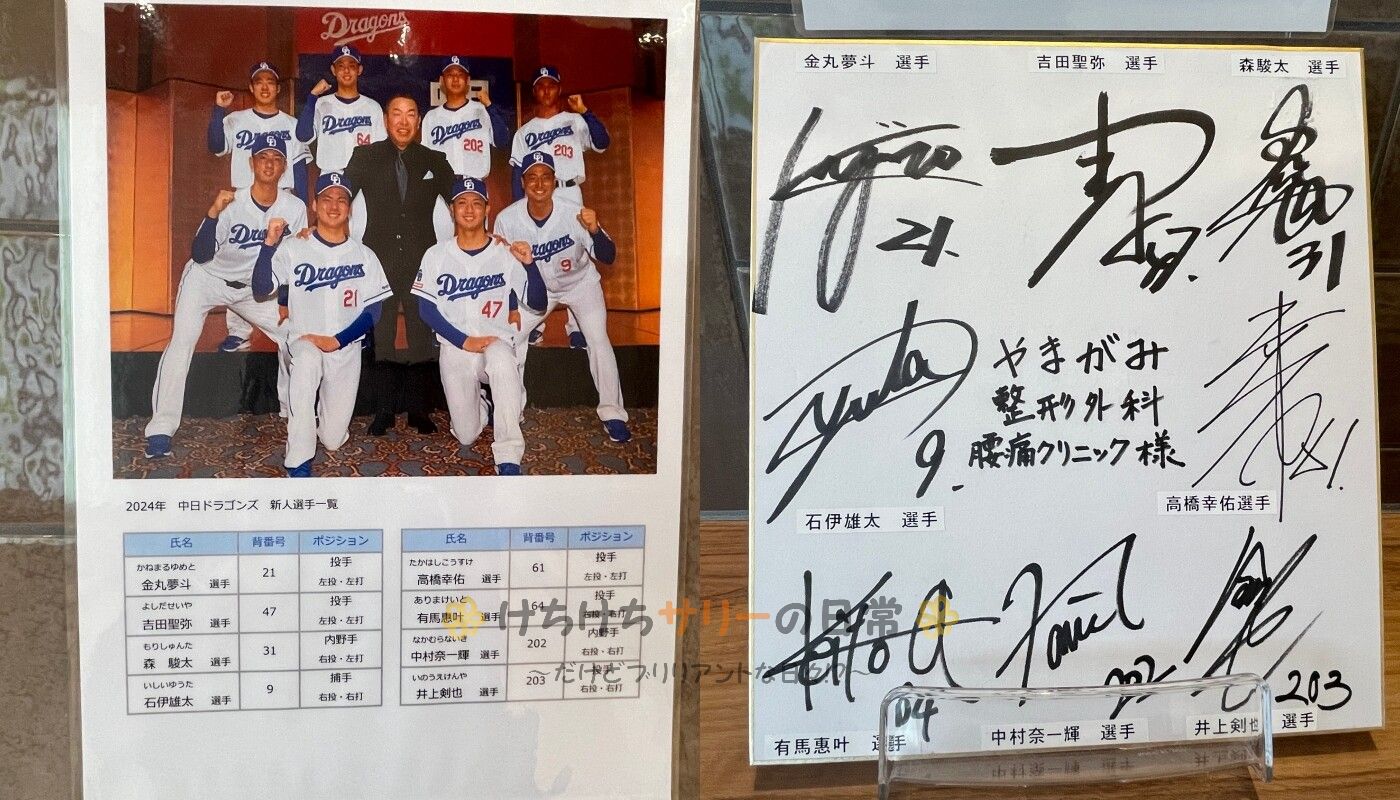 Dragons
Dragons
Dragons
64
Dragons
202
Dragons
203
Dragons
Dragons
9
Dragons
21
Dragons
47
2024年 中日ドラゴンズ 新人選手一覧
氏名 背番号 ポジション
かねまるゆめと
金丸夢斗 選手 21 投手
左投・左打
よしだせいや
吉田聖弥 選手 47 投手
左投・左打
もりしゅんた
森 駿太 選手 31 内野手
右投・左打
いしいゆうた
石伊雄太 選手 9 捕手
右投・右打
氏名 背番号 ポジション
たかはしこうすけ
高橋幸佑 選手 61 投手
左投・左打
ありまけいと
有馬惠叶 選手 64 投手
右投・右打
なかむらないき
中村奈一輝 選手 202 内野手
右投・右打
いのうえけんや
井上剣也 選手 203 投手
右投・右打
けちけちサリーの日常
～だけどブリリアントな日々!?～
金丸夢斗 選手
吉田聖弥 選手
森駿太 選手
21.
47.
31
Yuta
9.
やまがみ
整形外科
腰痛クリニック様
61.
石伊雄太 選手
高橋幸佑選手
64
202
203
有馬惠叶 選手
中村奈一輝 選手
井上剣也 選手